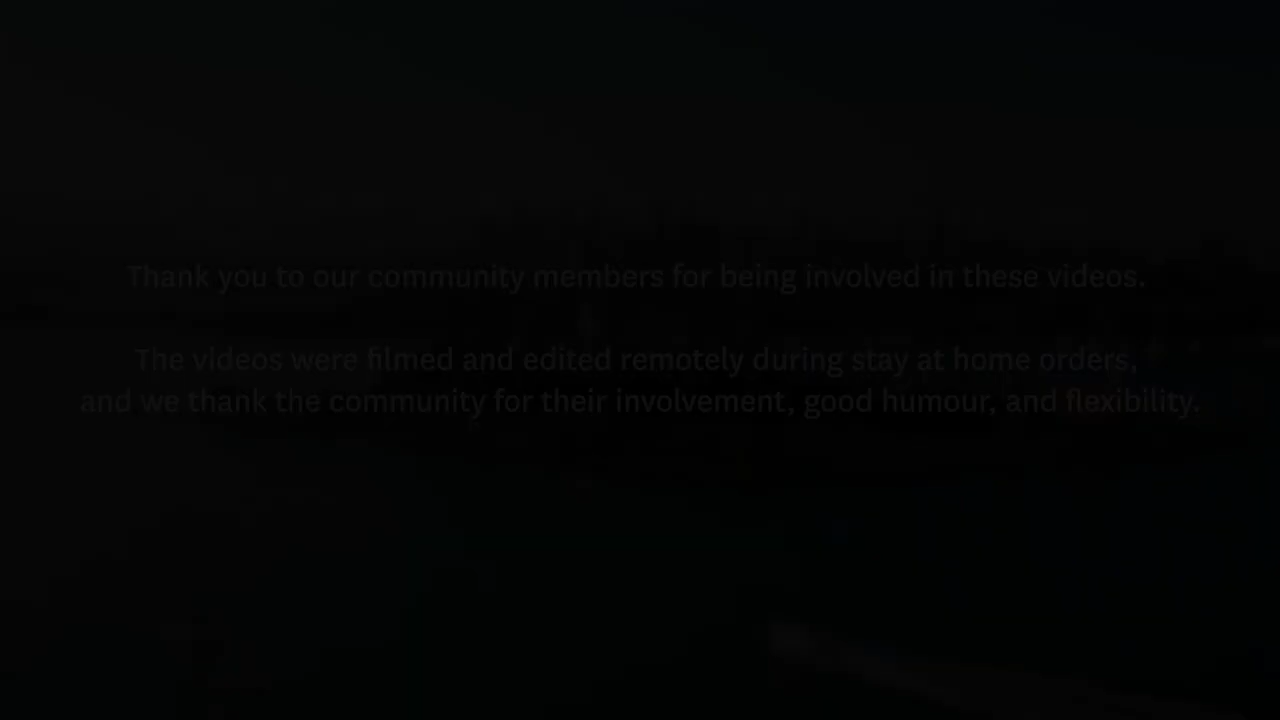 Thank you to our community members for being involved in these videos.
The videos were filmed and edited remotely during stay at home orders,
and we thank the community for their involvement, good humour, and flexibility.